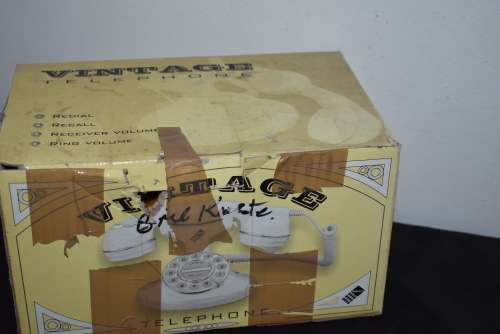 VINTAGE
TELEPHONE
REDIAL
RECALL
RECEIVER VOLUME
RING VOLUME
VINTAGE
TELEPHONE